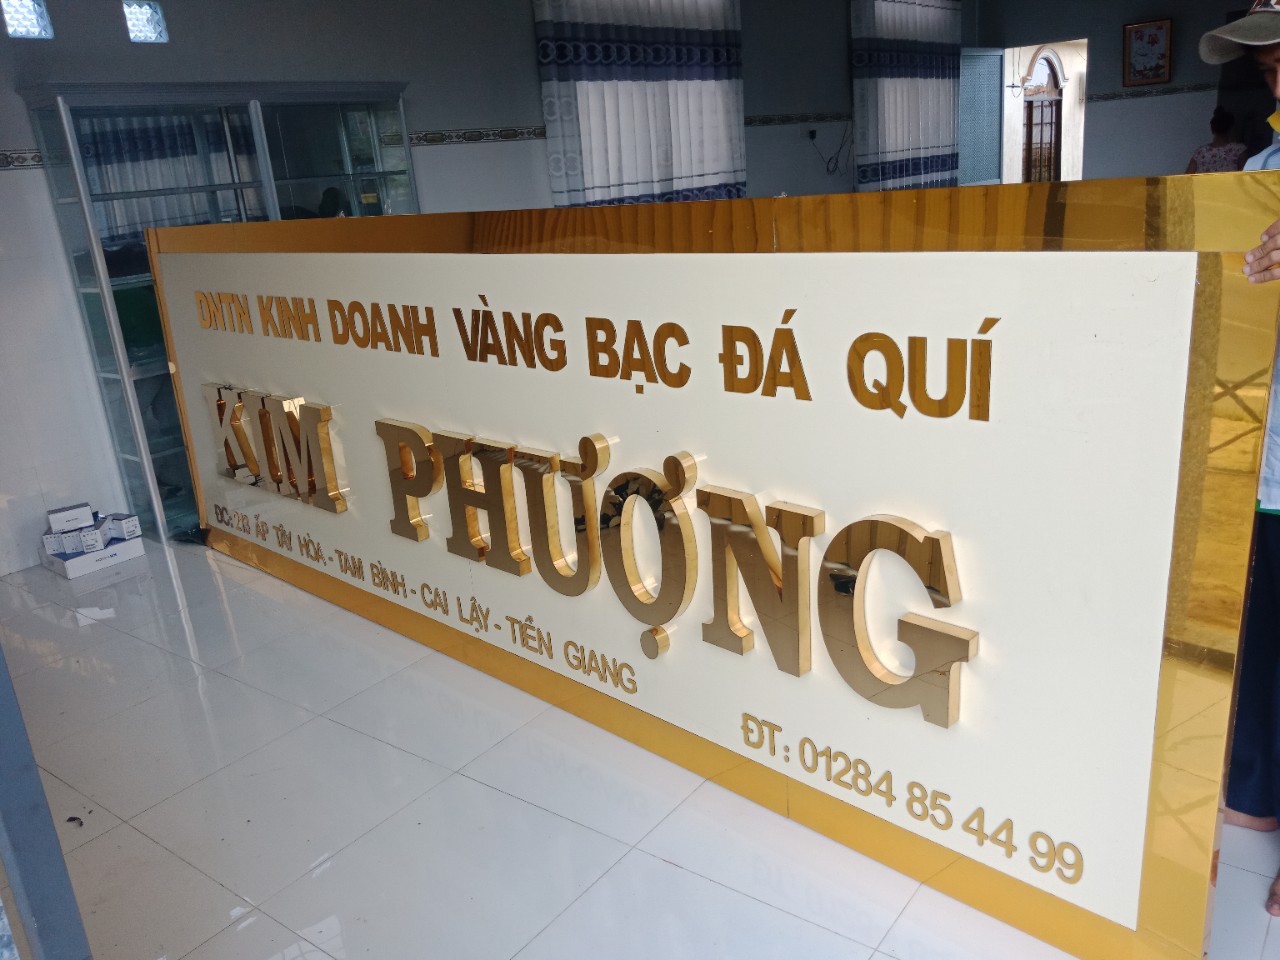 DNTN KINH DOANH VÀNG BẠC ĐÁ QUÍ
KIM PHƯỢNG
ĐC: 213 ẤP TÂY HÒA - TAM BÌNH - CAI LẬY - TIỀN GIANG
ĐT: 01284 85 44 99